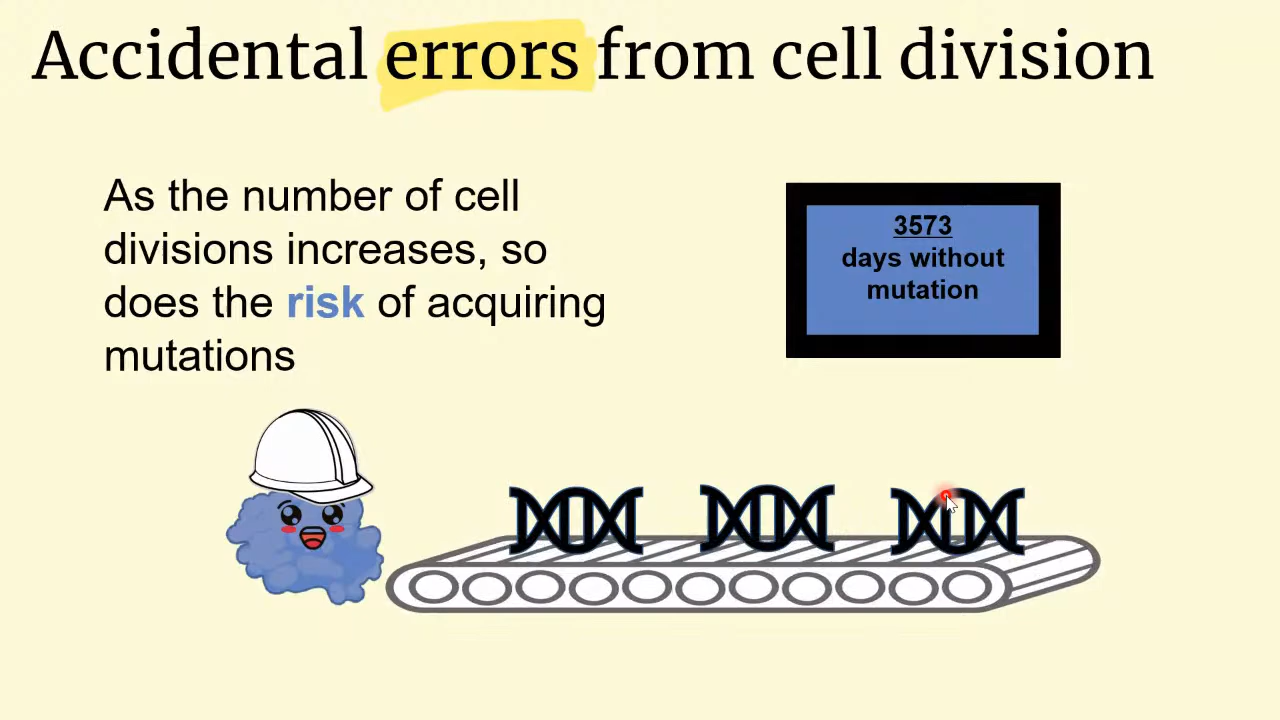 Accidental errors from cell division
As the number of cell
divisions increases, so
does the risk of acquiring
mutations
3573
days without
mutation